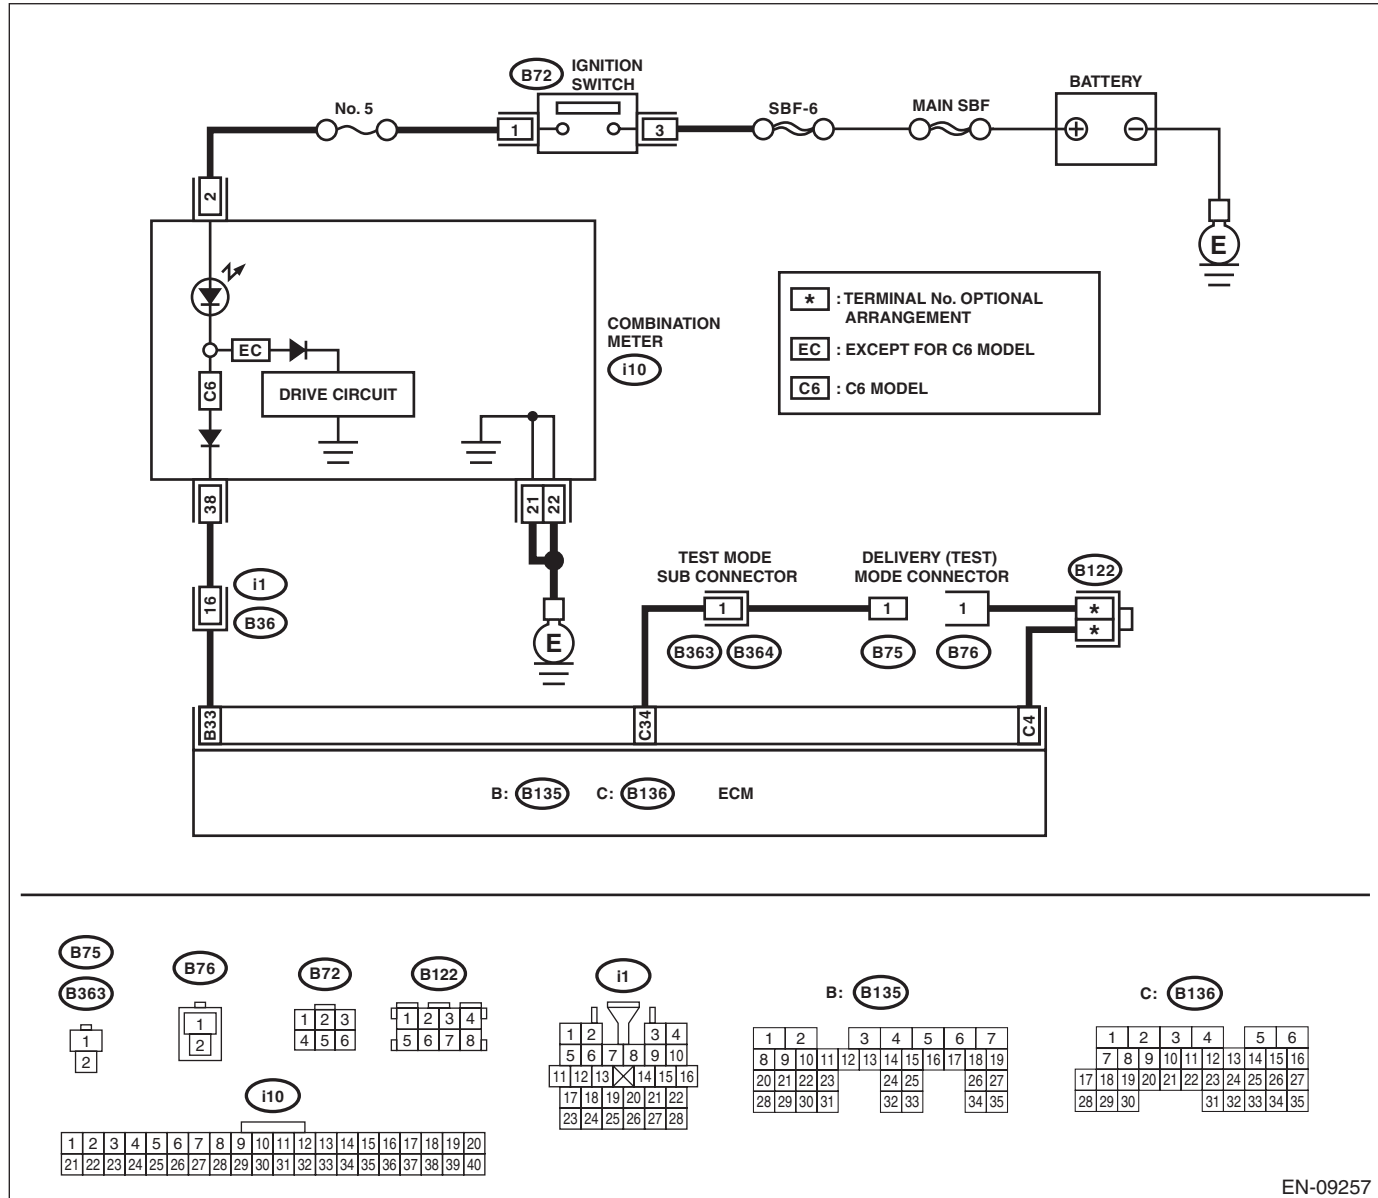 IGNITION
SWITCH
B72
No. 5
1
3
SBF-6
MAIN SBF
BATTERY
+
−
E
2
EC
C6
DRIVE CIRCUIT
COMBINATION
METER
i10
* : TERMINAL No. OPTIONAL
ARRANGEMENT
EC : EXCEPT FOR C6 MODEL
C6 : C6 MODEL
38
21 22
16
i1
B36
E
TEST MODE
SUB CONNECTOR
DELIVERY (TEST)
MODE CONNECTOR
B122
1
1
1
*
*
B363 B364
B75
B76
B33
C34
C4
B: B135 C: B136 ECM
B75
B363
1
2
B76
1
2
B72
1 2 3
4 5 6
B122
1 2 3 4
5 6 7 8
i10
1 2 3 4 5 6 7 8 9 10 11 12 13 14 15 16 17 18 19 20
21 22 23 24 25 26 27 28 29 30 31 32 33 34 35 36 37 38 39 40
i1
1 2 3 4
5 6 7 8 9 10
11 12 13 14 15 16
17 18 19 20 21 22
23 24 25 26 27 28
B: B135
1 2 3 4 5 6 7
8 9 10 11 12 13 14 15 16 17 18 19
20 21 22 23 24 25 26 27
28 29 30 31 32 33 34 35
C: B136
1 2 3 4 5 6
7 8 9 10 11 12 13 14 15 16
17 18 19 20 21 22 23 24 25 26 27
28 29 30 31 32 33 34 35
EN-09257